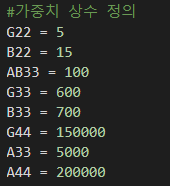 #가중치 상수 정의
G22 = 5
B22 = 15
AB33 = 100
G33 = 600
B33 = 700
G44 = 150000
A33 = 5000
A44 = 200000